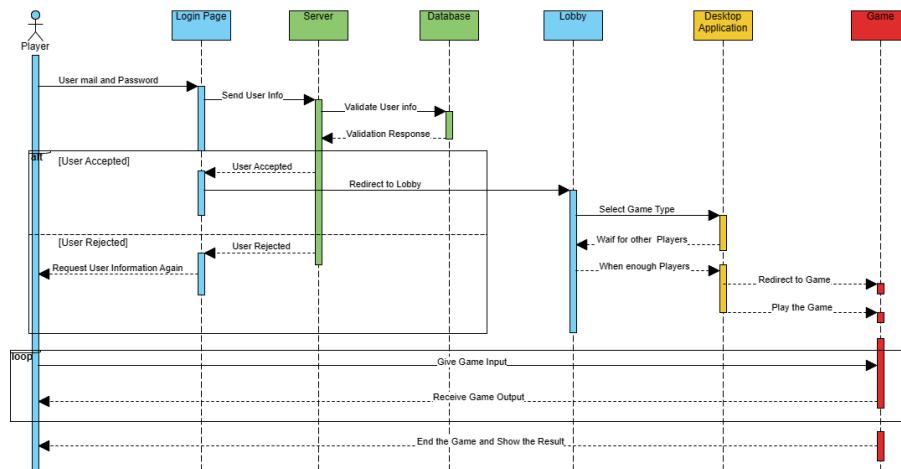 Player
Login Page
Server
Database
Lobby
Desktop
Application
Game
User mail and Password
Send User Info
Validate User info
Validation Response
alt
[User Accepted]
User Accepted
Redirect to Lobby
Select Game Type
[User Rejected]
User Rejected
Waif for other Players
Request User Information Again
When enough Players
Redirect to Game
Play the Game
loop
Give Game Input
Receive Game Output
End the Game and Show the Result